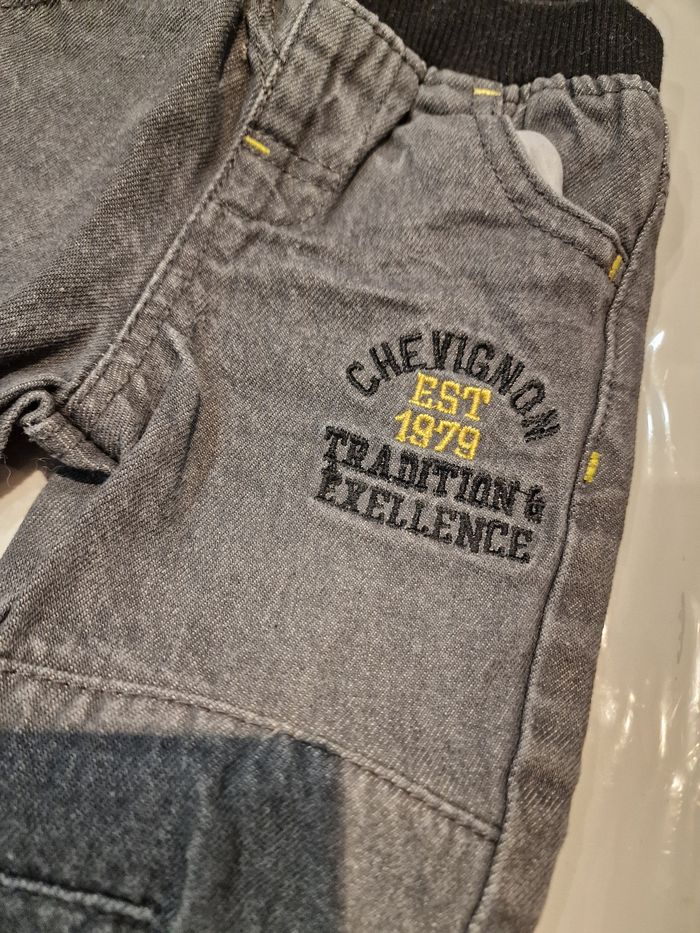 CHEVIGNON
EST
1979
TRADITION &
EXELLENCE